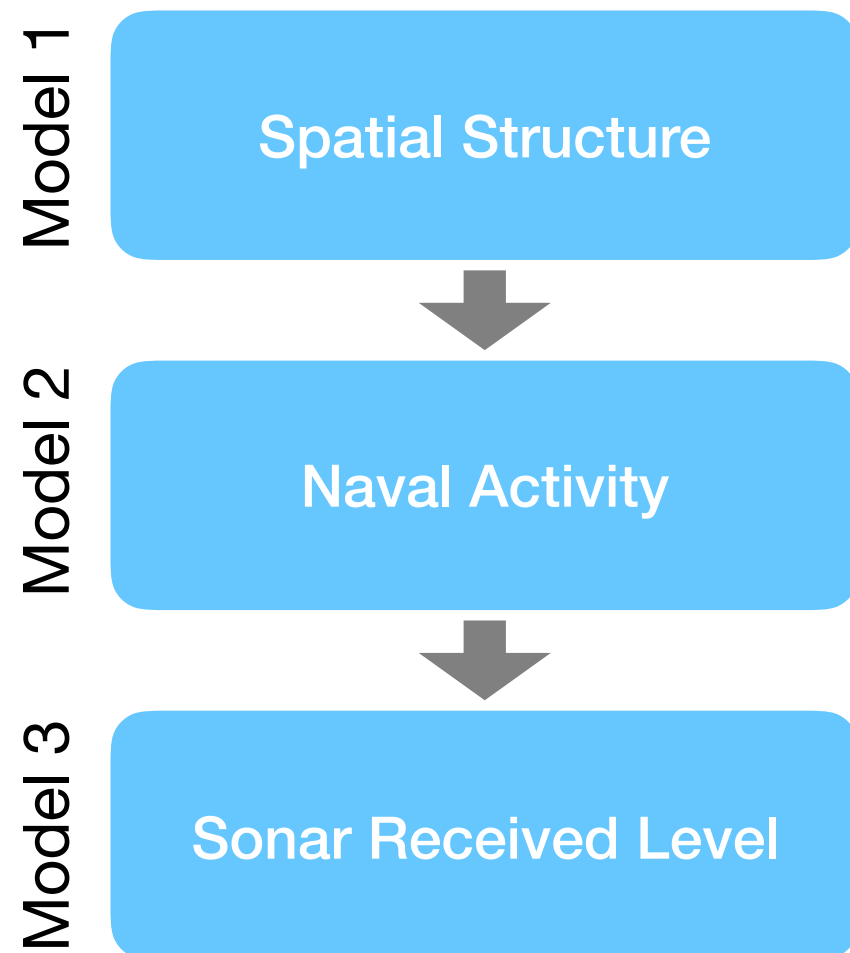 Model 1
Spatial Structure
Model 2
Naval Activity
Model 3
Sonar Received Level